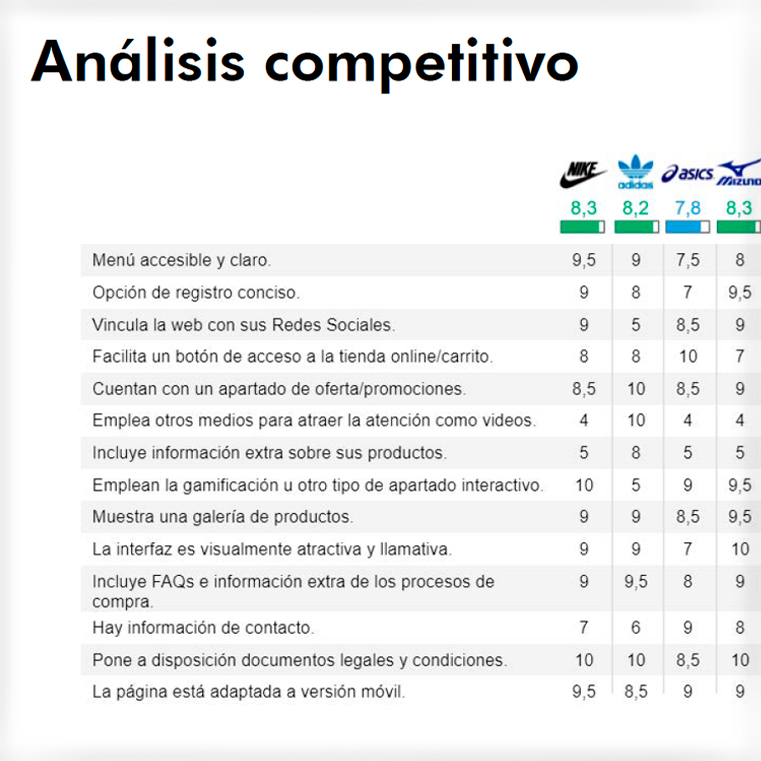 Análisis competitivo
NIKE adidas asics MIZUNO
8,3 8,2 7,8 8,3
Menú accesible y claro. 9,5 9 7,5 8
Opción de registro conciso. 9 8 7 9,5
Vincula la web con sus Redes Sociales. 9 5 8,5 9
Facilita un botón de acceso a la tienda online/carrito. 8 8 10 7
Cuentan con un apartado de oferta/promociones. 8,5 10 8,5 9
Emplea otros medios para atraer la atención como videos. 4 10 4 4
Incluye información extra sobre sus productos. 5 8 5 5
Emplean la gamificación u otro tipo de apartado interactivo. 10 5 9 9,5
Muestra una galería de productos. 9 9 8,5 9,5
La interfaz es visualmente atractiva y llamativa. 9 9 7 10
Incluye FAQs e información extra de los procesos de 9 9,5 8 9
compra.
Hay información de contacto. 7 6 9 8
Pone a disposición documentos legales y condiciones. 10 10 8,5 10
La página está adaptada a versión móvil. 9,5 8,5 9 9